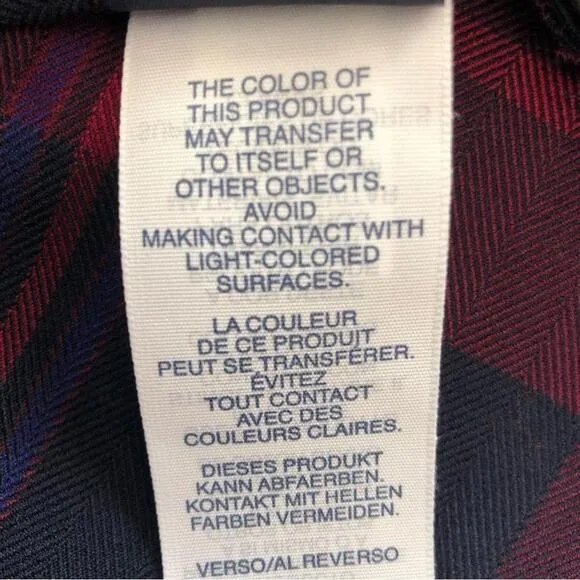 THE COLOR OF
THIS PRODUCT
MAY TRANSFER
TO ITSELF OR
OTHER OBJECTS.
AVOID
MAKING CONTACT WITH
LIGHT-COLORED
SURFACES.
LA COULEUR
DE CE PRODUIT
PEUT SE TRANSFÉRER.
ÉVITEZ
TOUT CONTACT
AVEC DES
COULEURS CLAIRES.
DIESES PRODUKT
KANN ABFAERBEN.
KONTAKT MIT HELLEN
FARBEN VERMEIDEN.
VERSO/AL REVERSO